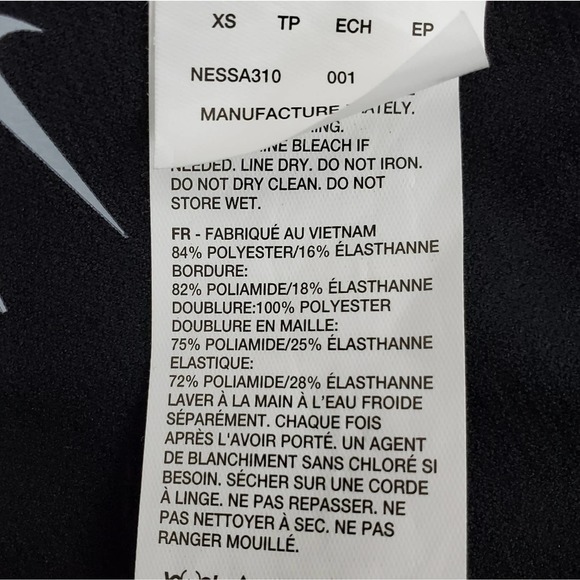 XS TP ECH EP
NESSA310 001
MANUFACTURE
BLEACH IF
NEEDED. LINE DRY. DO NOT IRON.
DO NOT DRY CLEAN. DO NOT
STORE WET.
FR - FABRIQUÉ AU VIETNAM
84% POLYESTER/16% ÉLASTHANNE
BORDURE:
82% POLIAMIDE/18% ÉLASTHANNE
DOUBLURE:100% POLYESTER
DOUBLURE EN MAILLE:
75% POLIAMIDE/25% ÉLASTHANNE
ELASTIQUE:
72% POLIAMIDE/28% ÉLASTHANNE
LAVER À LA MAIN À L'EAU FROIDE
SÉPARÉMENT. CHAQUE FOIS
APRÈS L'AVOIR PORTÉ. UN AGENT
DE BLANCHIMENT SANS CHLORÉ SI
BESOIN. SÉCHER SUR UNE CORDE
À LINGE. NE PAS REPASSER. NE
PAS NETTOYER À SEC. NE PAS
RANGER MOUILLÉ.